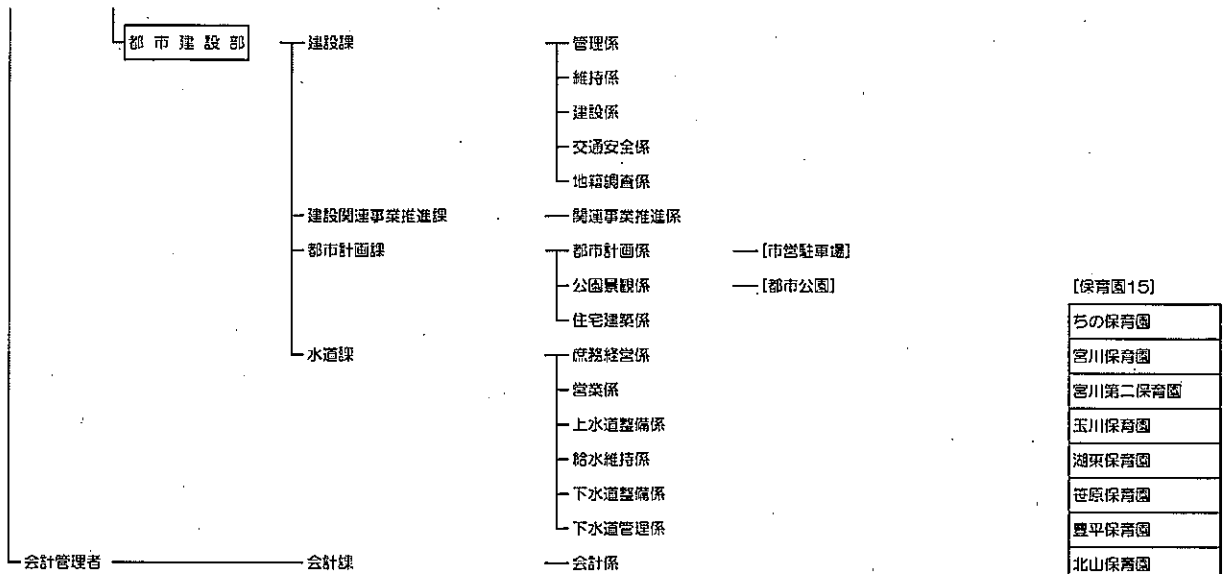 都市建設部 建設課 管理係
維持係
建設係
交通安全係
地籍調査係
建設関連事業推進課 関連事業推進係
都市計画課 都市計画係 [市営駐車場]
公園景観係 [都市公園]
[保育園15]
住宅建築係 ちの保育園
水道課 庶務経営係 宮川保育園
営業係 宮川第二保育園
上水道整備係 玉川保育園
給水維持係 湖東保育園
下水道整備係 笹原保育園
下水道管理係 豊平保育園
会計管理者 会計課 会計係 北山保育園